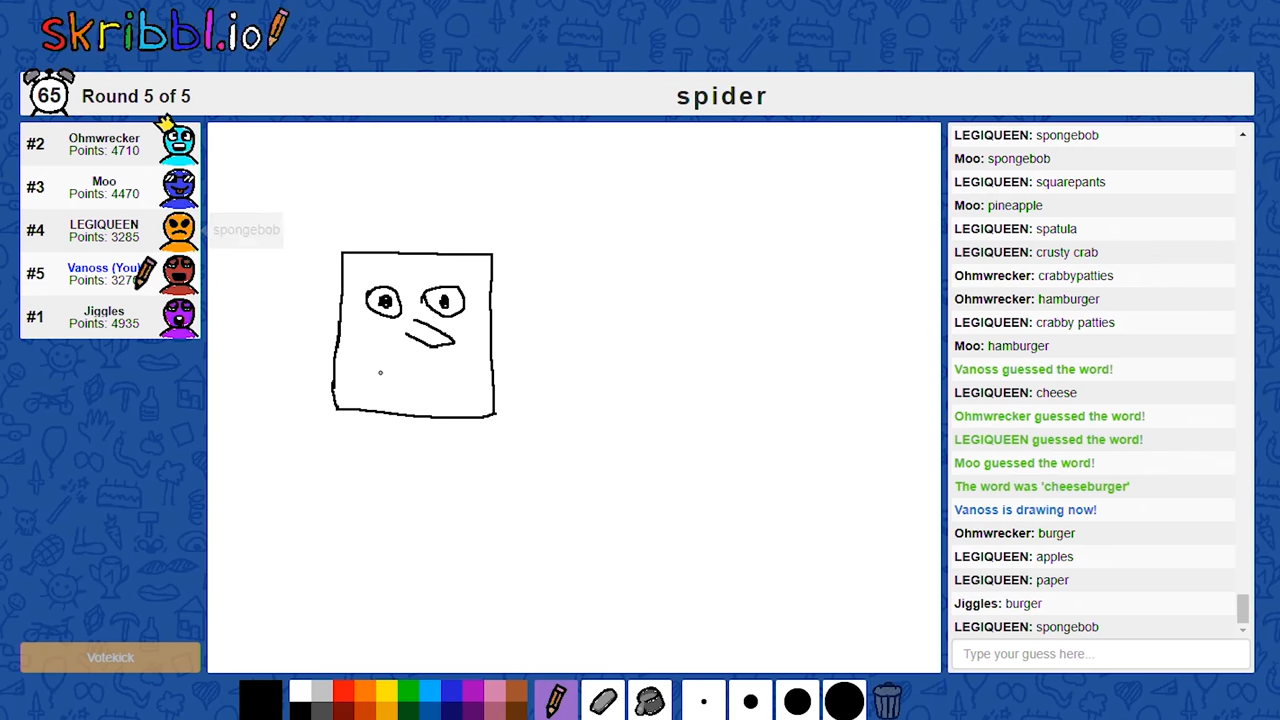 skribbl.io
65 Round 5 of 5 spider
#2 Ohmwrecker
Points: 4710
#3 Moo
Points: 4470
#4 LEGIQUEEN
Points: 3285
spongebob
#5 Vanoss (You)
Points: 327
#1 Jiggles
Points: 4935
Votekick
LEGIQUEEN: spongebob
Moo: spongebob
LEGIQUEEN: squarepants
Moo: pineapple
LEGIQUEEN: spatula
LEGIQUEEN: crusty crab
Ohmwrecker: crabbypatties
Ohmwrecker: hamburger
LEGIQUEEN: crabby patties
Moo: hamburger
Vanoss guessed the word!
LEGIQUEEN: cheese
Ohmwrecker guessed the word!
LEGIQUEEN guessed the word!
Moo guessed the word!
The word was 'cheeseburger'
Vanoss is drawing now!
Ohmwrecker: burger
LEGIQUEEN: apples
LEGIQUEEN: paper
Jiggles: burger
LEGIQUEEN: spongebob
Type your guess here...